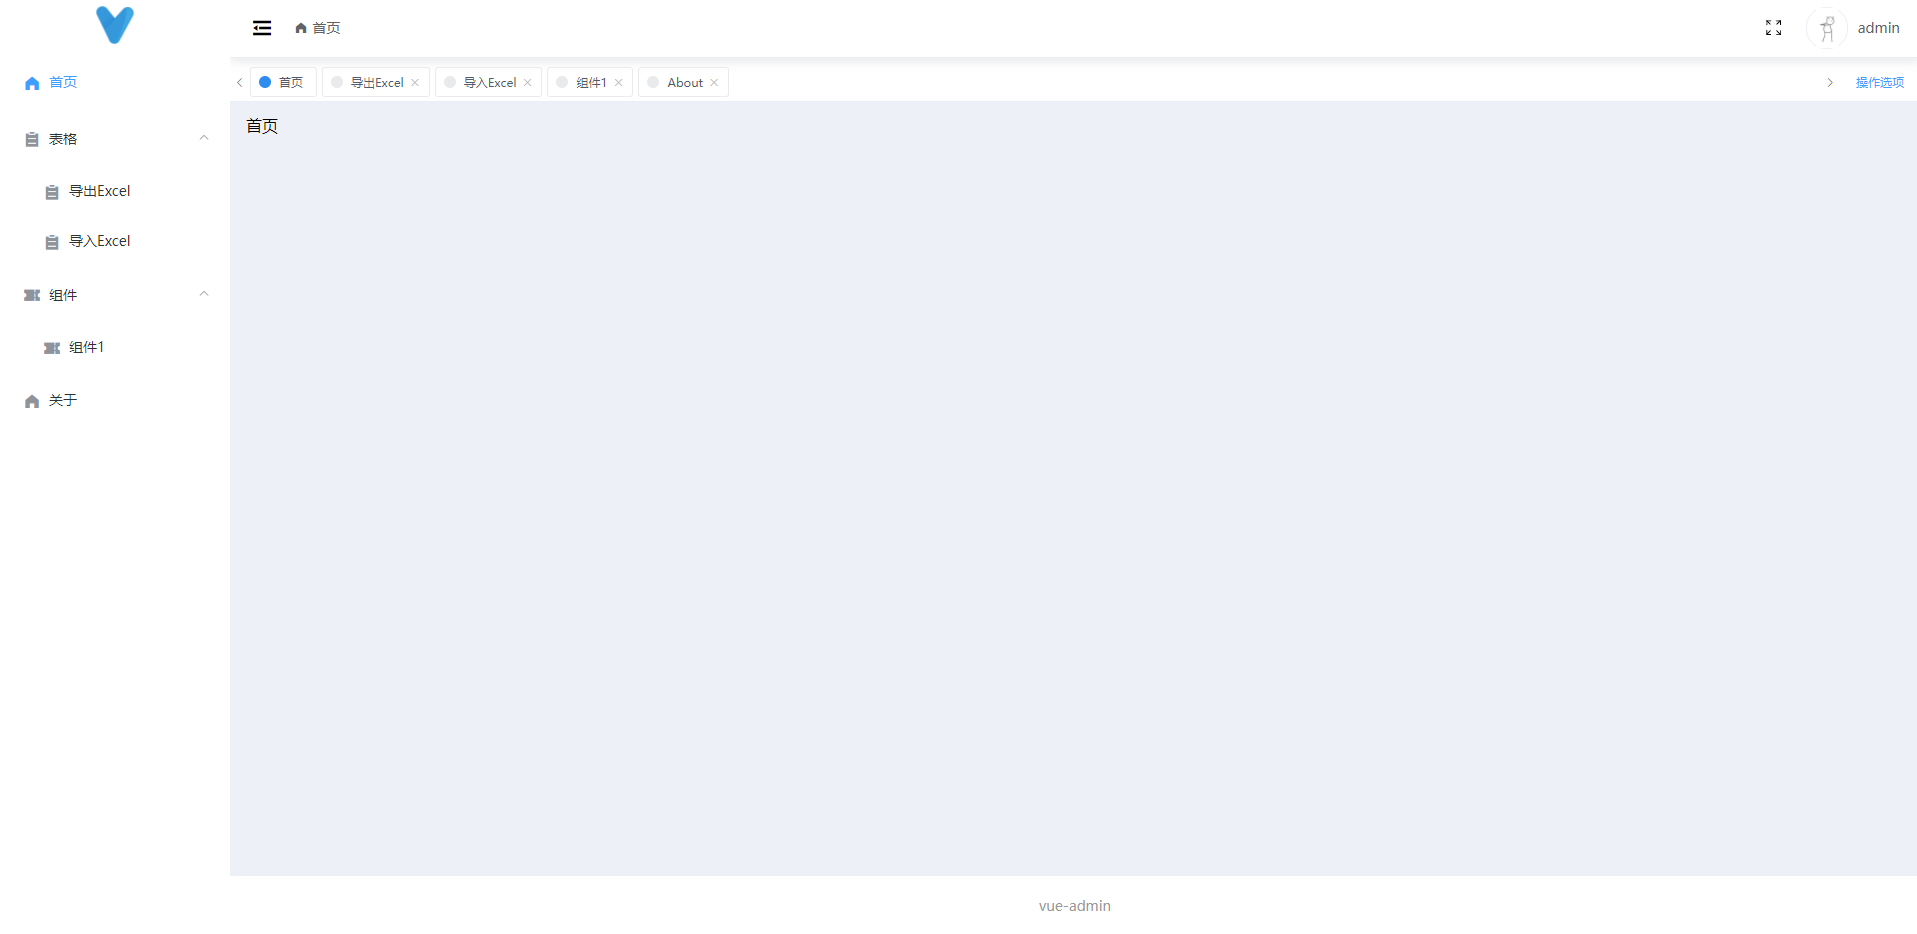 首页
admin
首页
导出Excel
导入Excel
组件1
About
操作选项
首页
表格
导出Excel
导入Excel
组件
组件1
关于
首页
vue-admin